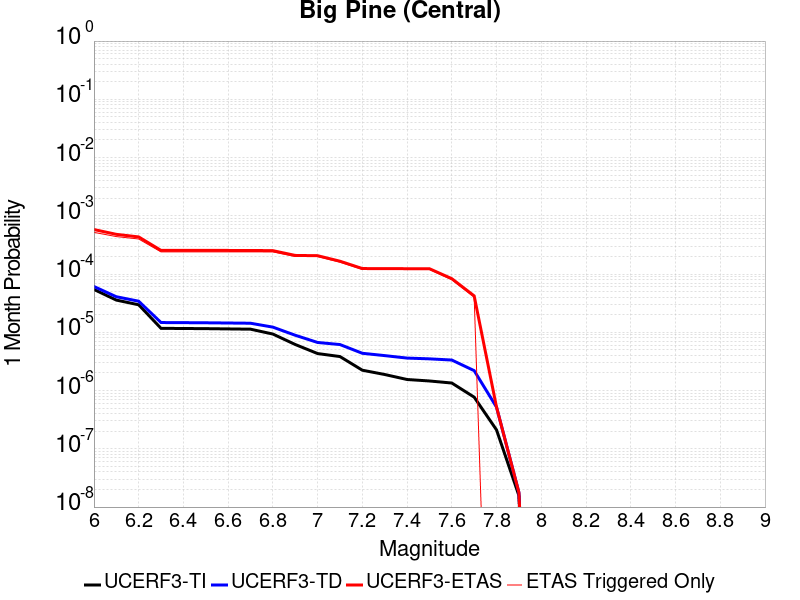 Big Pine (Central)
10^0
10^-1
10^-2
10^-3
10^-4
10^-5
10^-6
10^-7
10^-8
1 Month Probability
6 6.2 6.4 6.6 6.8 7 7.2 7.4 7.6 7.8 8 8.2 8.4 8.6 8.8 9
Magnitude
UCERF3-TI UCERF3-TD UCERF3-ETAS ETAS Triggered Only